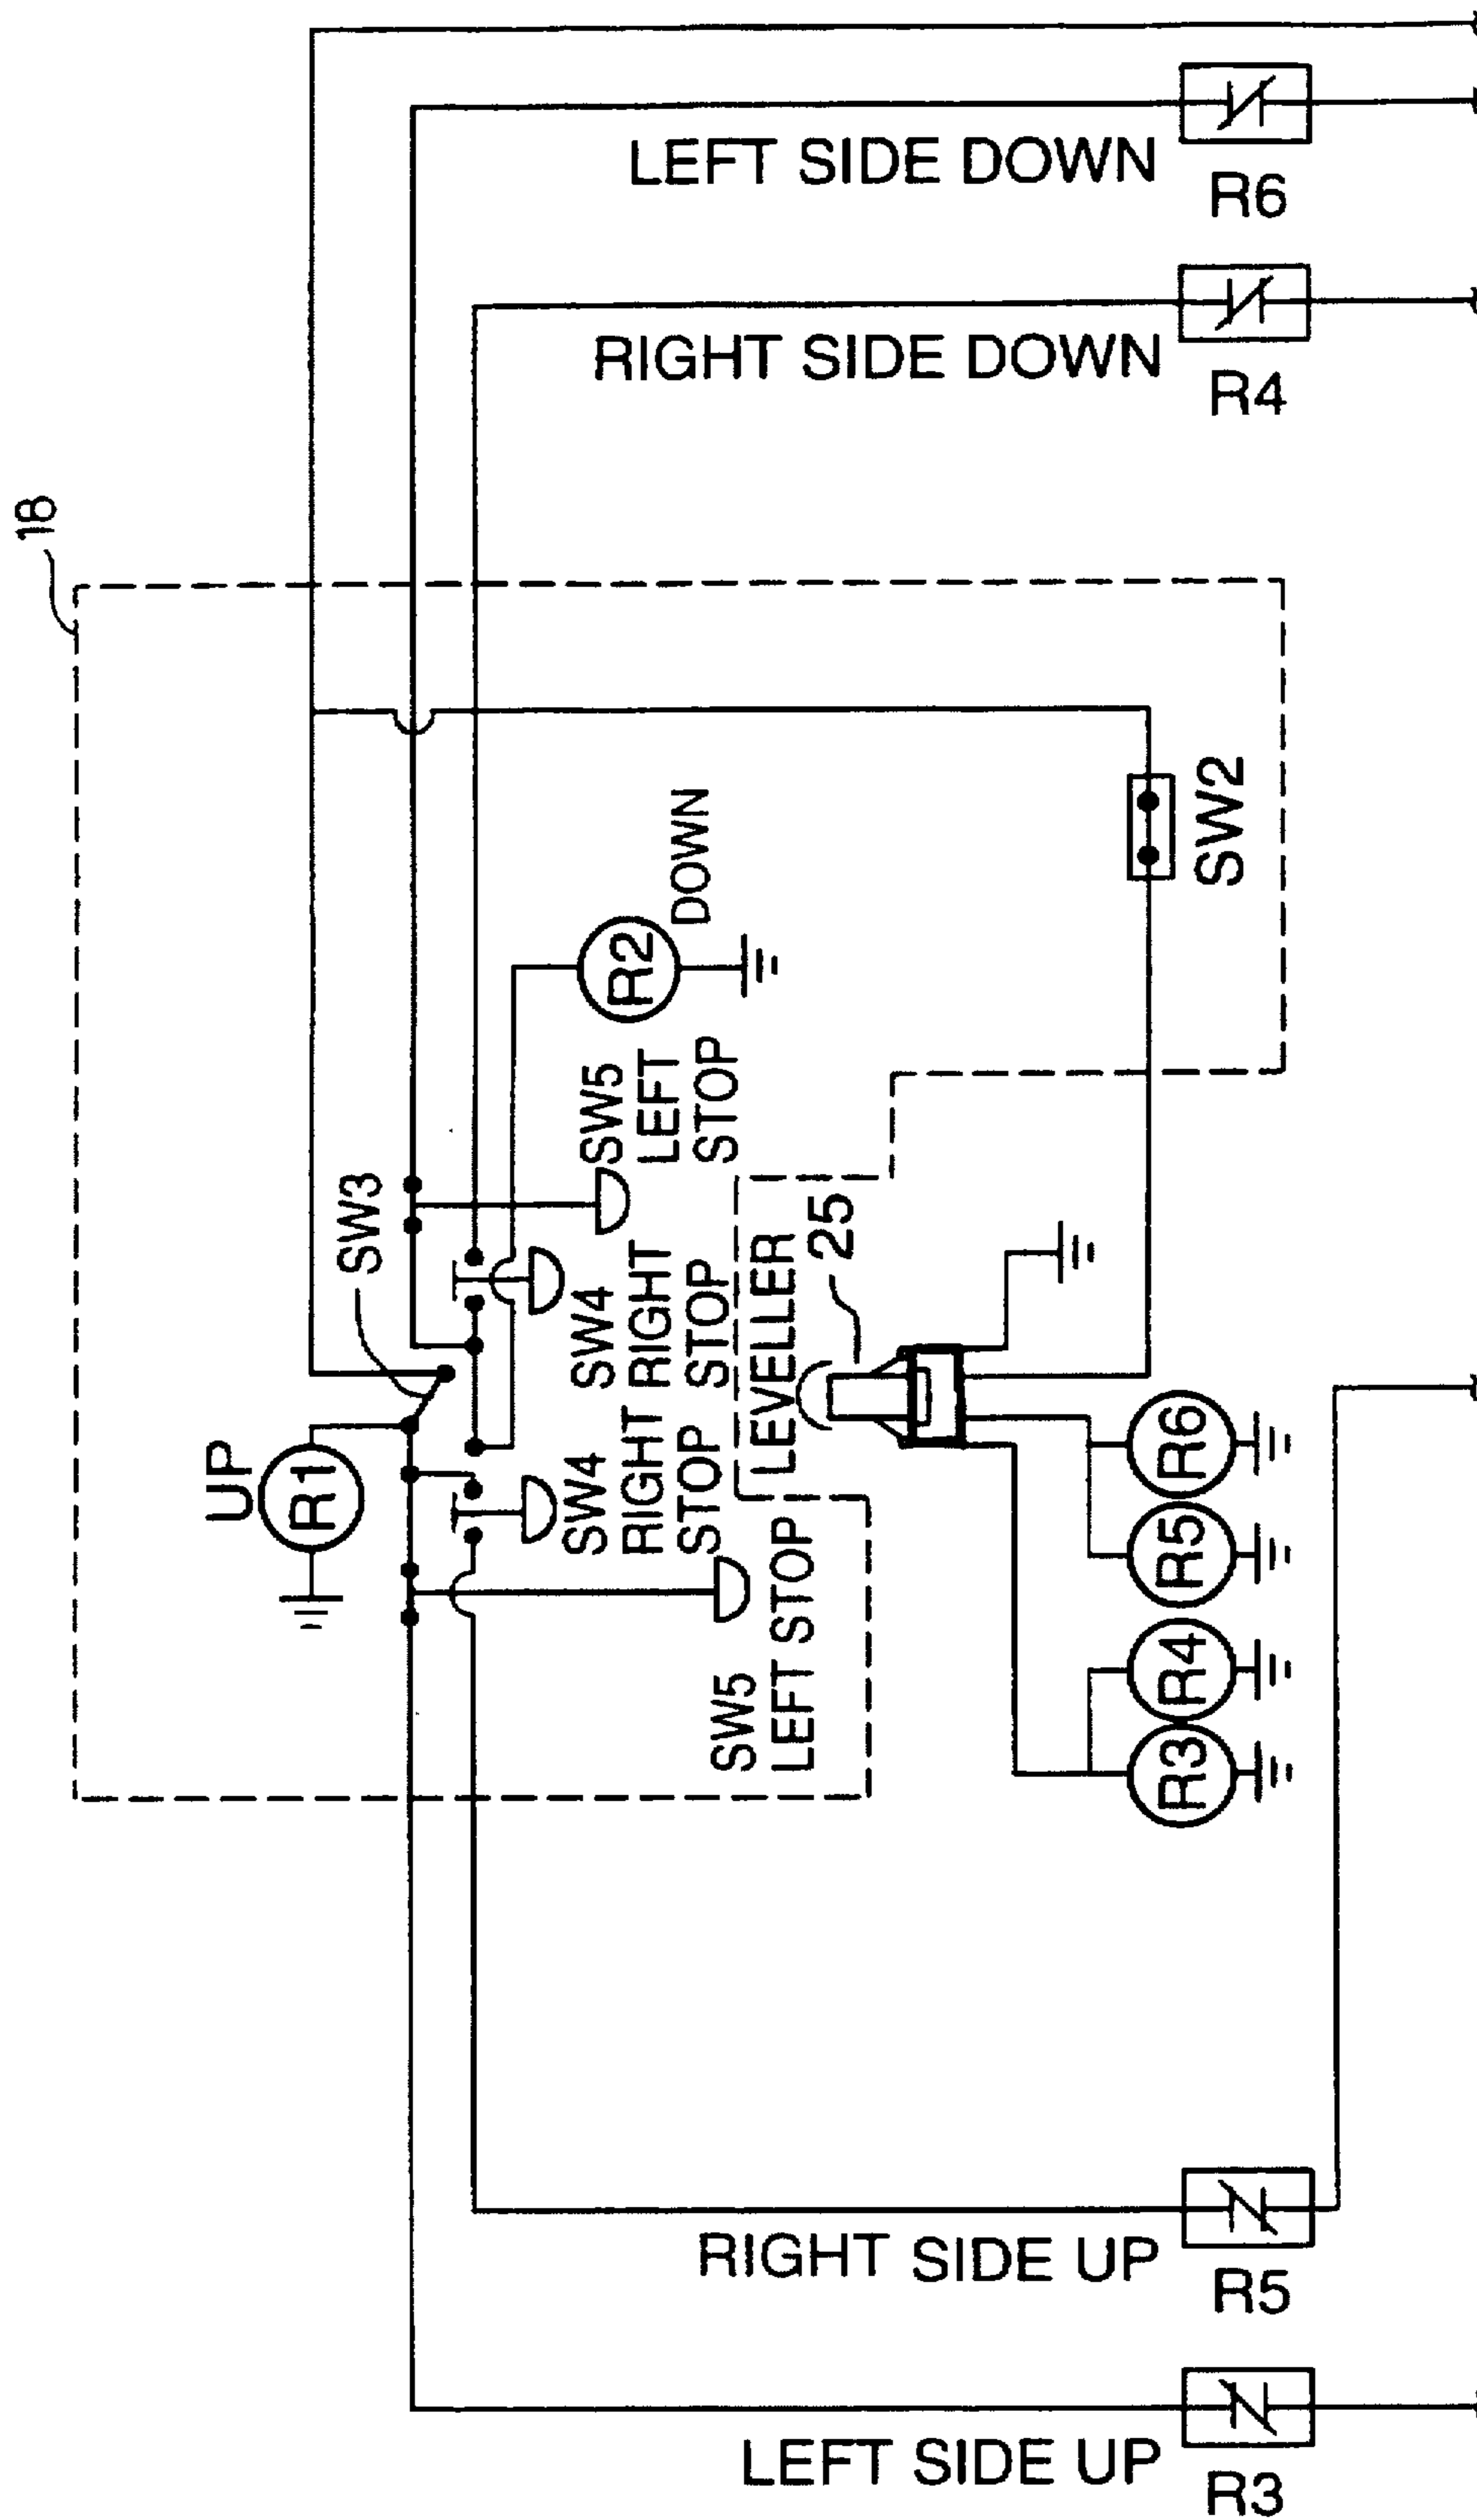 LEFT SIDE DOWN
R6
RIGHT SIDE DOWN
R4
18
SW2
DOWN
R2
SW5
LEFT
STOP
SW3
SW4
RIGHT
STOP
LEVELLER
25
UP
R1
SW4
RIGHT
STOP
SW5
LEFT STOP
R6
R5
R4
R3
RIGHT SIDE UP
R5
LEFT SIDE UP
R3